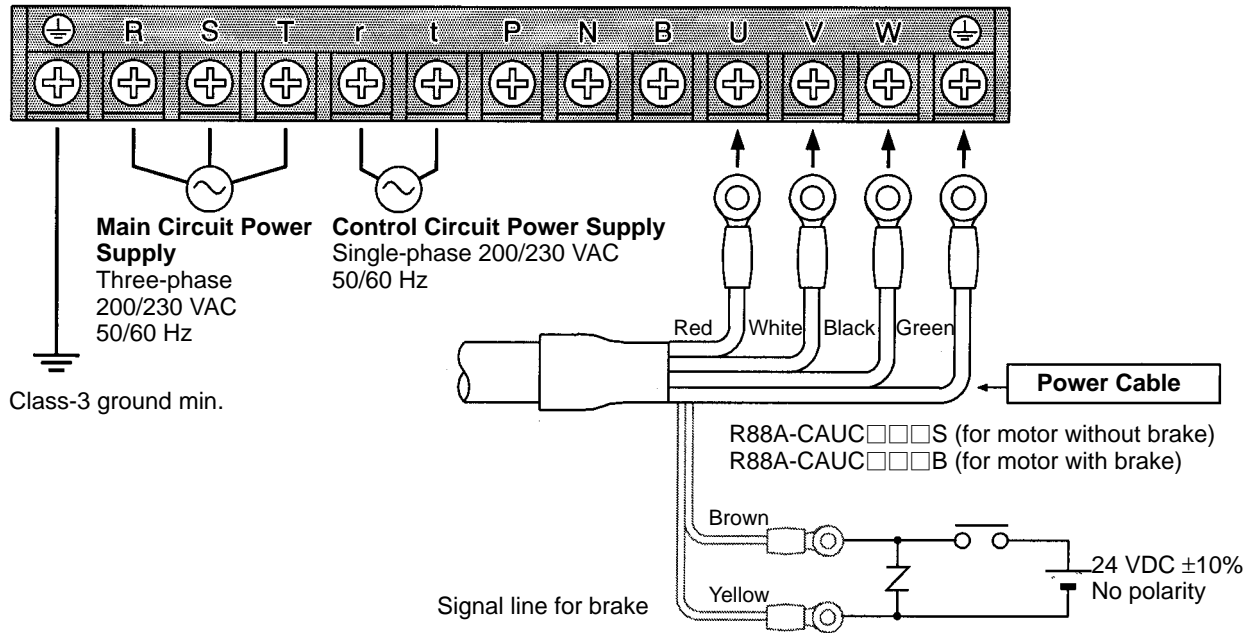 R S T r t P N B U V W
Main Circuit Power
Supply
Three-phase
200/230 VAC
50/60 Hz
Control Circuit Power Supply
Single-phase 200/230 VAC
50/60 Hz
Class-3 ground min.
Red White Black Green
Power Cable
R88A-CAUC□□□S (for motor without brake)
R88A-CAUC□□□B (for motor with brake)
Brown
Yellow
Signal line for brake
24 VDC ±10%
No polarity